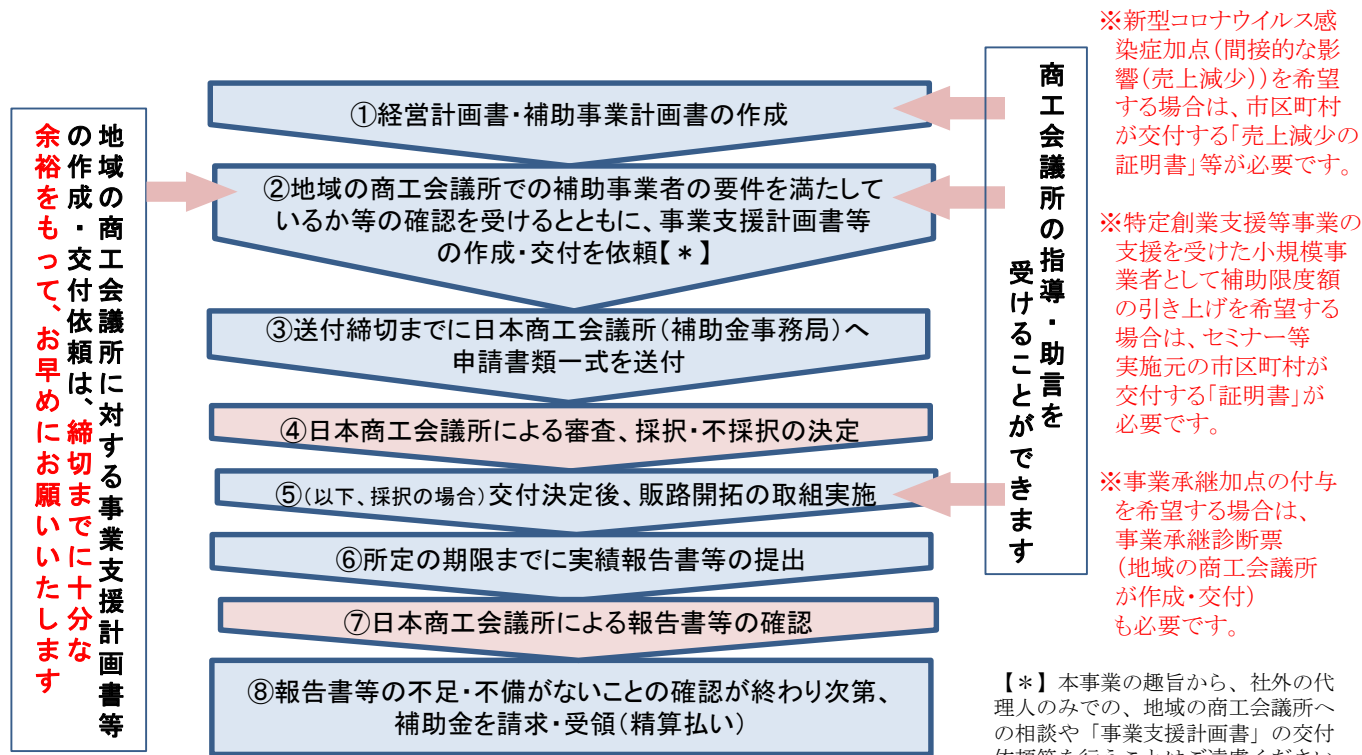 地域の商工会議所に対する事業支援計画書等
の作成・交付依頼は、締切までに十分な
余裕をもって、お早めにお願いいたします
①経営計画書・補助事業計画書の作成
②地域の商工会議所での補助事業者の要件を満たして
いるか等の確認を受けるとともに、事業支援計画書等
の作成・交付を依頼【＊】
③送付締切までに日本商工会議所（補助金事務局）へ
申請書類一式を送付
④日本商工会議所による審査、採択・不採択の決定
⑤（以下、採択の場合）交付決定後、販路開拓の取組実施
⑥所定の期限までに実績報告書等の提出
⑦日本商工会議所による報告書等の確認
⑧報告書等の不足・不備がないことの確認が終わり次第、
補助金を請求・受領（精算払い）
商工会議所の指導・助言を
受けることができます
※新型コロナウイルス感
染症加点（間接的な影
響（売上減少））を希望
する場合は、市区町村
が交付する「売上減少の
証明書」等が必要です。
※特定創業支援等事業の
支援を受けた小規模事
業者として補助限度額
の引き上げを希望する
場合は、セミナー等
実施元の市区町村が
交付する「証明書」が
必要です。
※事業承継加点の付与
を希望する場合は、
事業承継診断票
（地域の商工会議所
が作成・交付）
も必要です。
【＊】本事業の趣旨から、社外の代
理人のみでの、地域の商工会議所へ
の相談や「事業支援計画書」の交付
依頼等を行うことはご遠慮ください